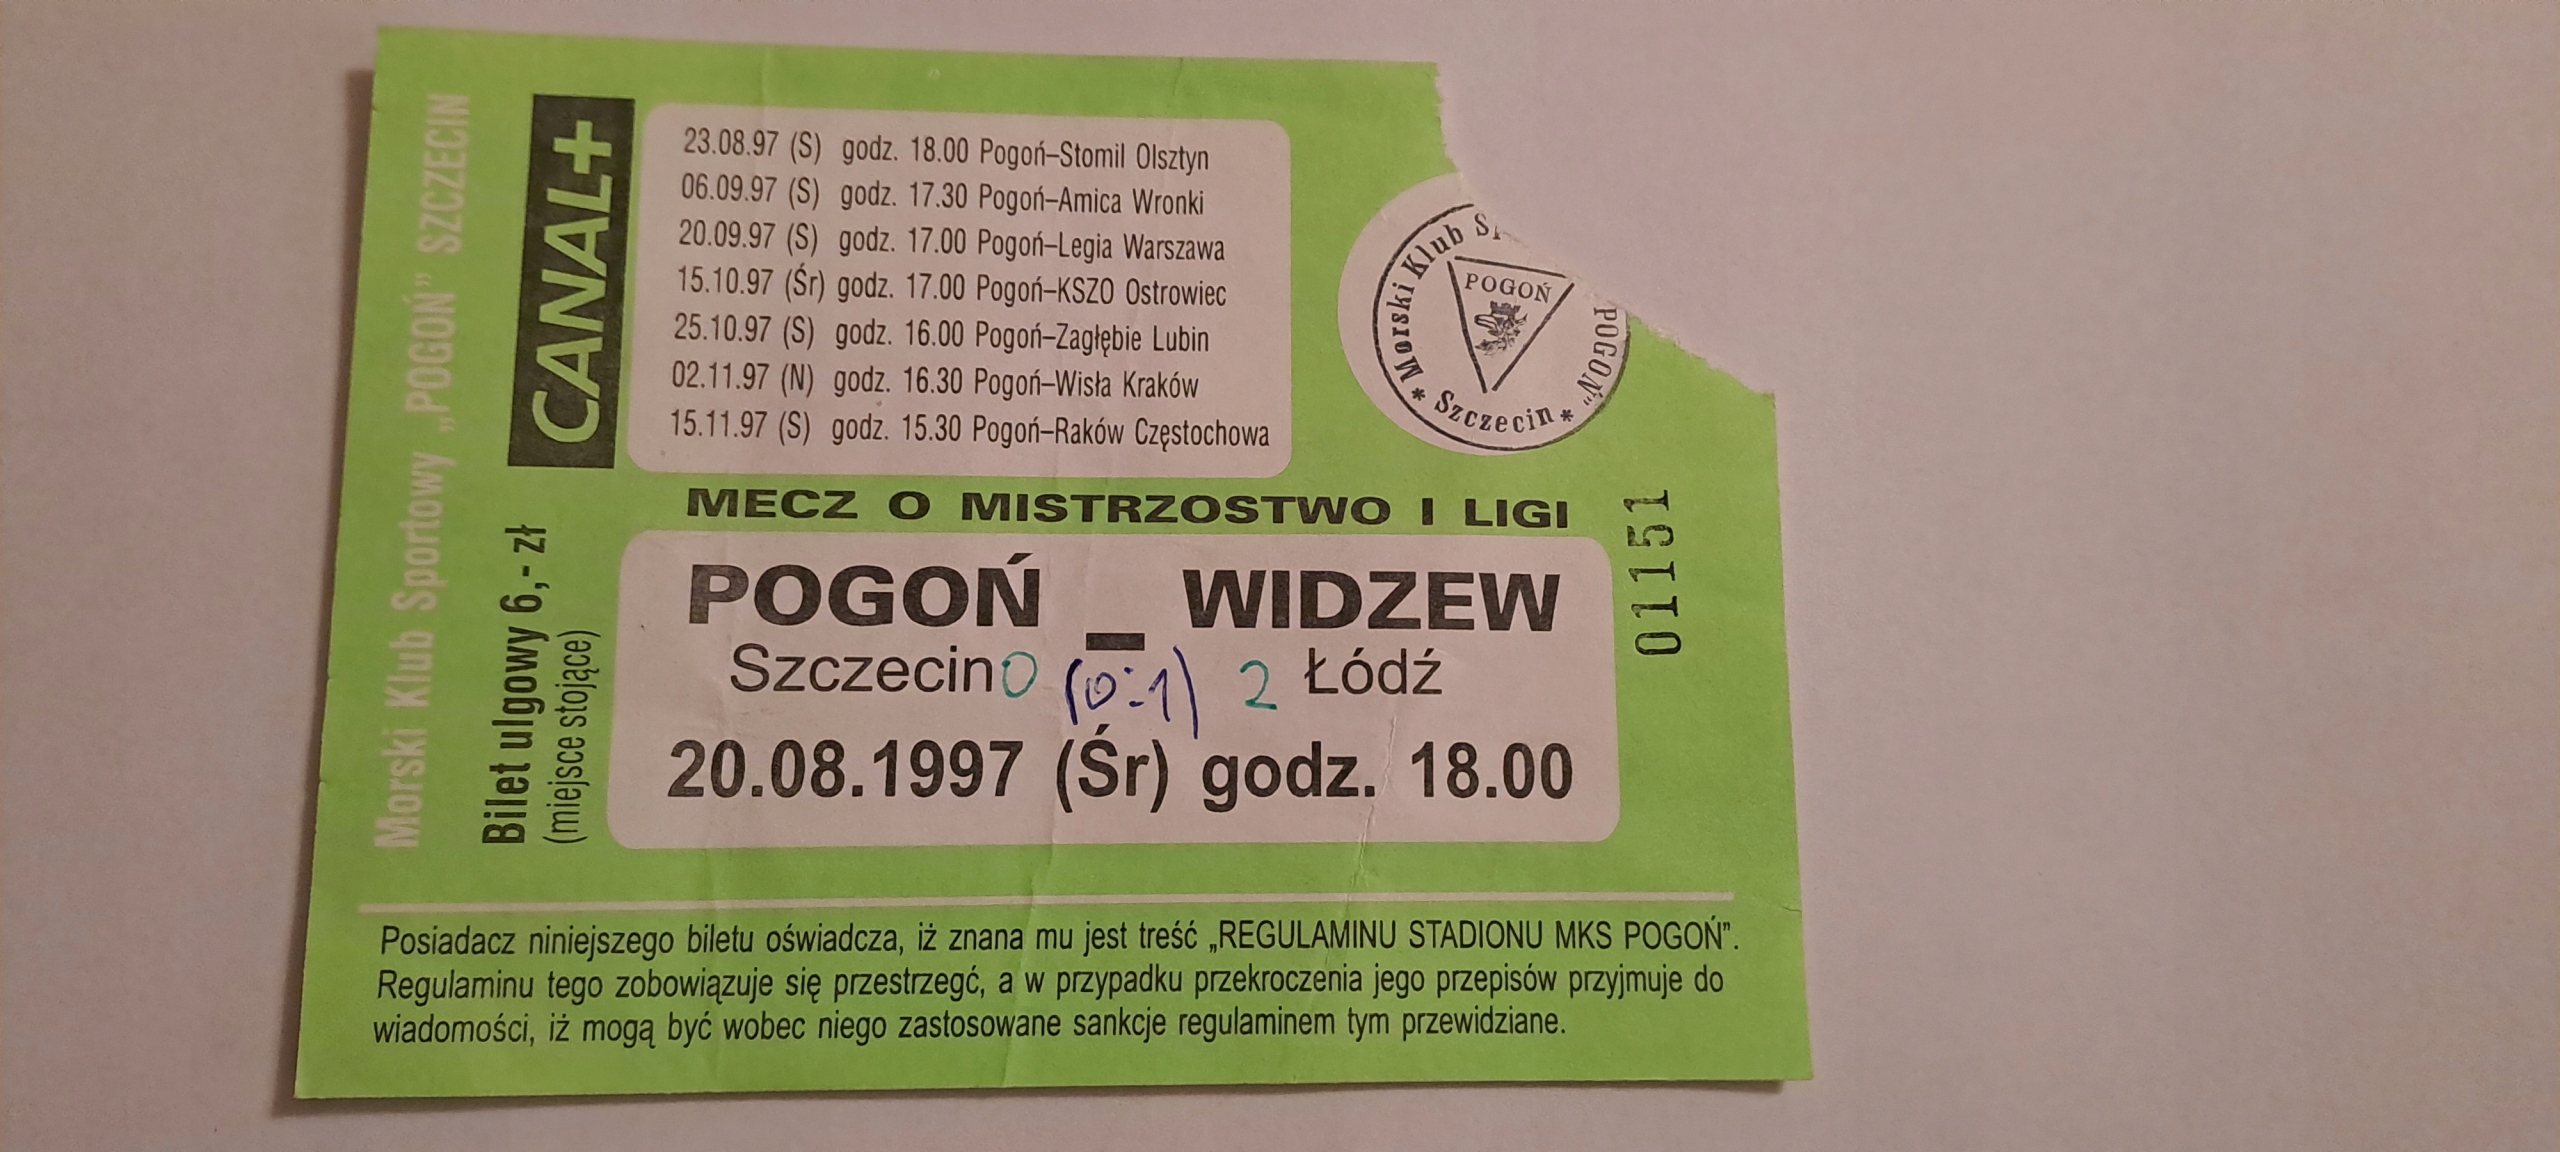 Morski Klub Sportowy „POGOŃ” SZCZECIN
CANAL+
23.08.97 (S) godz. 18.00 Pogoń–Stomil Olsztyn
06.09.97 (S) godz. 17.30 Pogoń–Amica Wronki
20.09.97 (S) godz. 17.00 Pogoń–Legia Warszawa
15.10.97 (Śr) godz. 17.00 Pogoń–KSZO Ostrowiec
25.10.97 (S) godz. 16.00 Pogoń–Zagłębie Lubin
02.11.97 (N) godz. 16.30 Pogoń–Wisła Kraków
15.11.97 (S) godz. 15.30 Pogoń–Raków Częstochowa
* Morski Klub
POGOŃ"
* Szczecin *
POGOŃ
MECZ O MISTRZOSTWO I LIGI
Bilet ulgowy 6,- zł
(miejsce stojące)
POGOŃ – WIDZEW
Szczecin 0 (0:1) 2 Łódź
20.08.1997 (Śr) godz. 18.00
01151
Posiadacz niniejszego biletu oświadcza, iż znana mu jest treść „REGULAMINU STADIONU MKS POGOŃ”.
Regulaminu tego zobowiązuje się przestrzegć, a w przypadku przekroczenia jego przepisów przyjmuje do
wiadomości, iż mogą być wobec niego zastosowane sankcje regulaminem tym przewidziane.